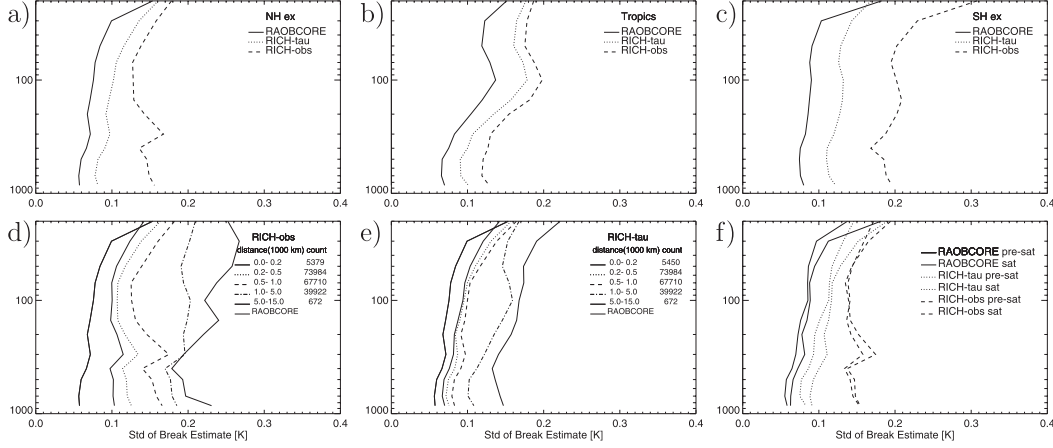 a) NH ex
RAOBCORE
RICH-tau
RICH-obs
100
1000
0.0 0.1 0.2 0.3 0.4
b) Tropics
RAOBCORE
RICH-tau
RICH-obs
100
1000
0.0 0.1 0.2 0.3 0.4
c) SH ex
RAOBCORE
RICH-tau
RICH-obs
100
1000
0.0 0.1 0.2 0.3 0.4
d) RICH-obs
distance(1000 km) count
0.0- 0.2 5379
0.2- 0.5 73984
0.5- 1.0 67710
1.0- 5.0 39922
5.0-15.0 672
RAOBCORE
100
1000
0.0 0.1 0.2 0.3 0.4
Std of Break Estimate [K]
e) RICH-tau
distance(1000 km) count
0.0- 0.2 5450
0.2- 0.5 73984
0.5- 1.0 67710
1.0- 5.0 39922
5.0-15.0 672
RAOBCORE
100
1000
0.0 0.1 0.2 0.3 0.4
Std of Break Estimate [K]
f) RAOBCORE pre-sat
RAOBCORE sat
RICH-tau pre-sat
RICH-tau sat
RICH-obs pre-sat
RICH-obs sat
100
1000
0.0 0.1 0.2 0.3 0.4
Std of Break Estimate [K]